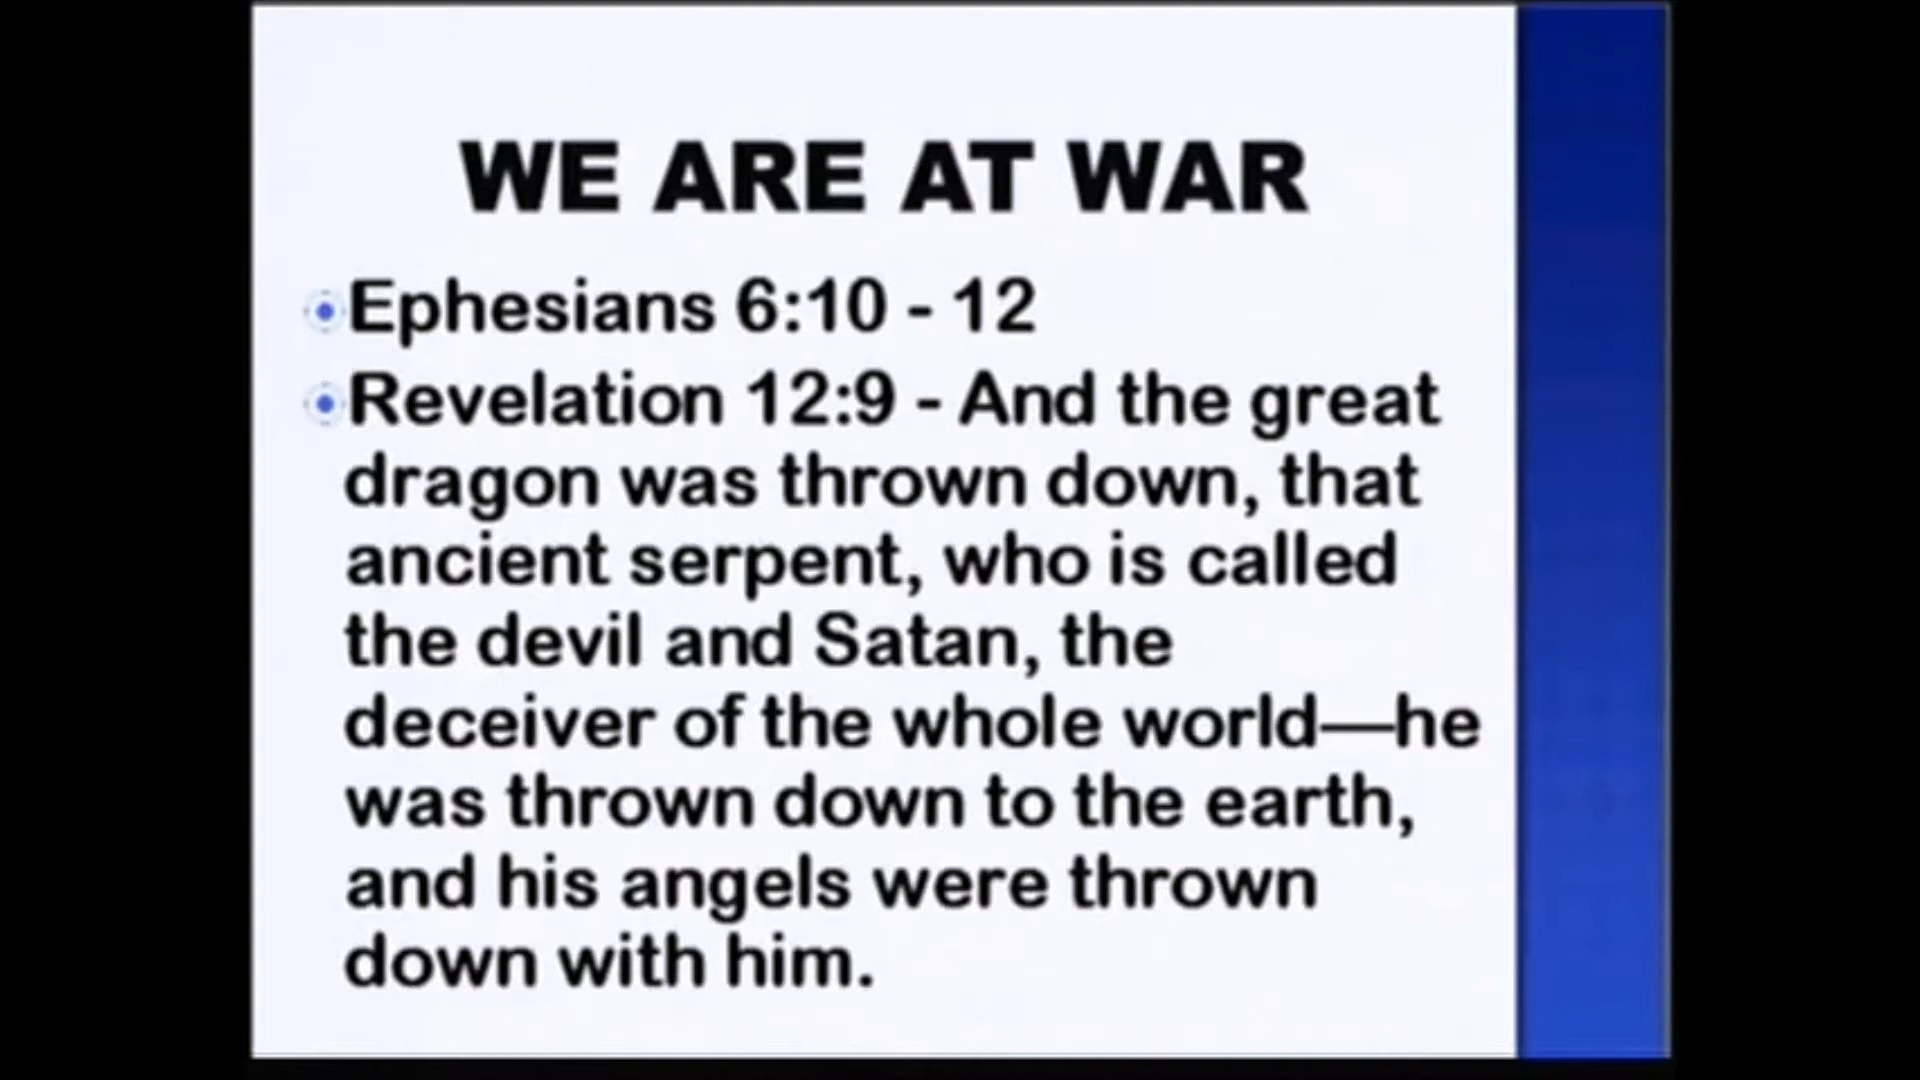 WE ARE AT WAR
Ephesians 6:10 - 12
Revelation 12:9 - And the great
dragon was thrown down, that
ancient serpent, who is called
the devil and Satan, the
deceiver of the whole world—he
was thrown down to the earth,
and his angels were thrown
down with him.